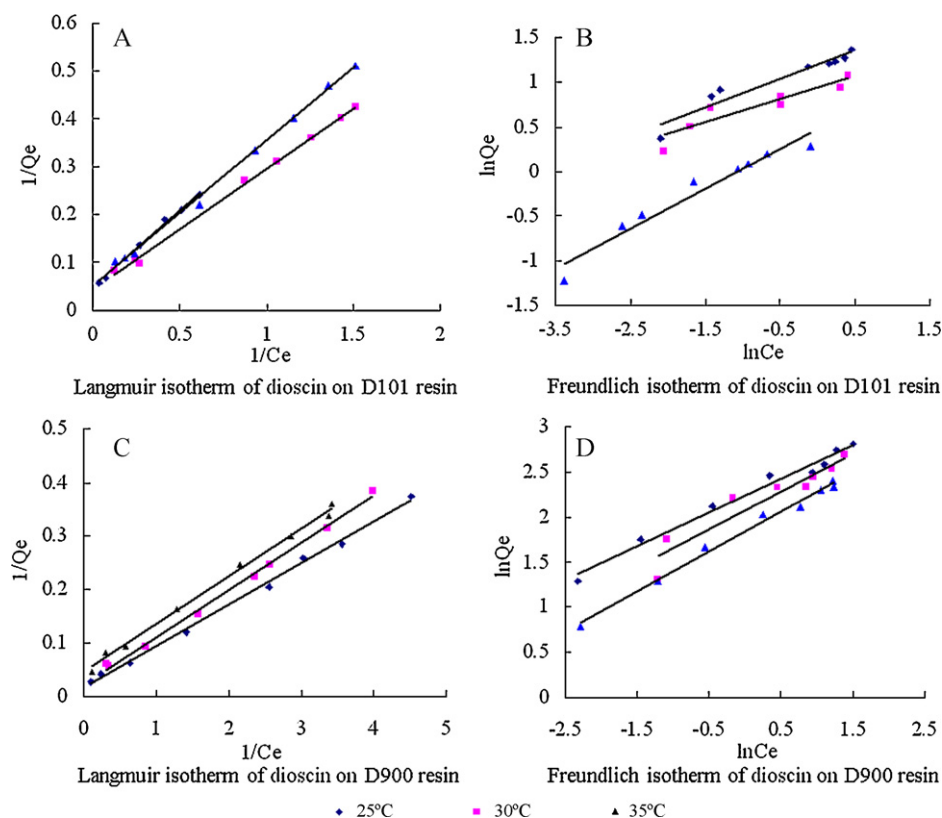 A
0.6
0.5
0.4
0.3
0.2
0.1
0
1/Qe
0 0.5 1 1.5 2
1/Ce
Langmuir isotherm of dioscin on D101 resin
B
1.5
1
0.5
0
-0.5
-1
-1.5
lnQe
-3.5 -2.5 -1.5 -0.5 0.5 1.5
lnCe
Freundlich isotherm of dioscin on D101 resin
C
0.5
0.4
0.3
0.2
0.1
0
1/Qe
0 1 2 3 4 5
1/Ce
Langmuir isotherm of dioscin on D900 resin
D
3
2.5
2
1.5
1
0.5
0
lnQe
-2.5 -1.5 -0.5 0.5 1.5 2.5
lnCe
Freundlich isotherm of dioscin on D900 resin
25°C 30°C 35°C